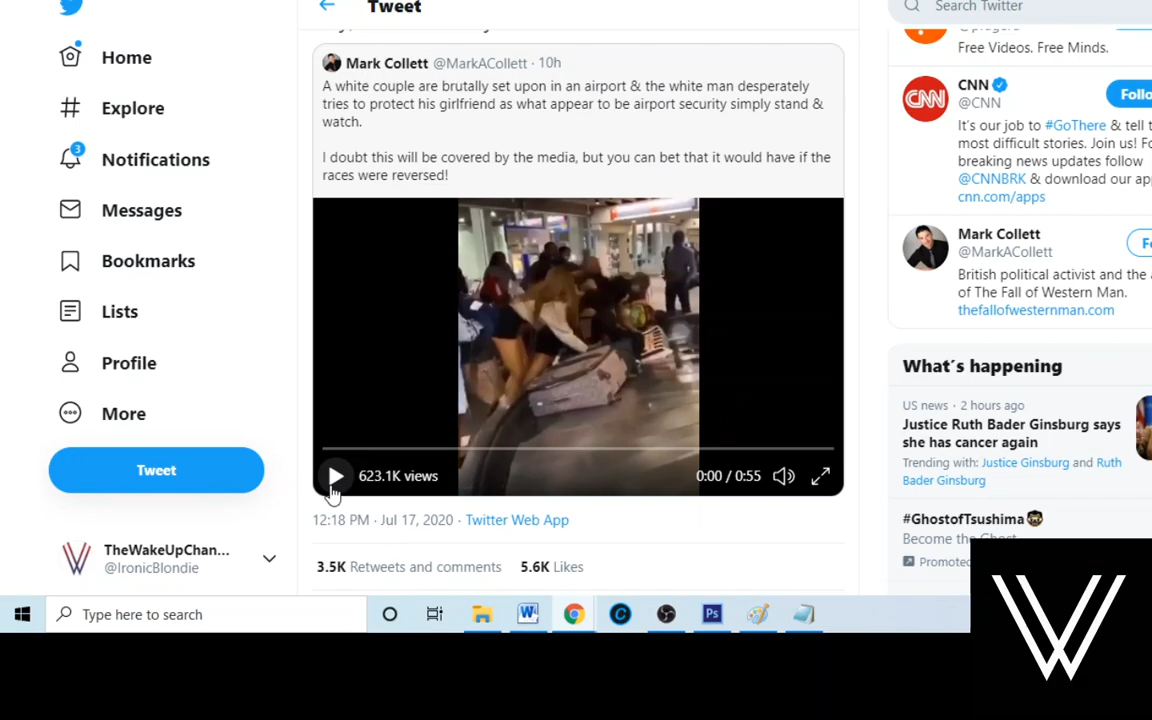 Tweet
Search Twitter
Home
Explore
3
Notifications
Messages
Bookmarks
Lists
Profile
More
Tweet
TheWakeUpChan...
@IronicBlondie
Mark Collett @MarkACollett · 10h
A white couple are brutally set upon in an airport & the white man desperately
tries to protect his girlfriend as what appear to be airport security simply stand &
watch.
I doubt this will be covered by the media, but you can bet that it would have if the
races were reversed!
623.1K views
0:00 / 0:55
12:18 PM · Jul 17, 2020 · Twitter Web App
3.5K Retweets and comments 5.6K Likes
Free Videos. Free Minds.
CNN
@CNN
Follo
It's our job to #GoThere & tell t
most difficult stories. Join us! Fo
breaking news updates follow
@CNNBRK & download our app
cnn.com/apps
Mark Collett
@MarkACollett
Fo
British political activist and the a
of The Fall of Western Man.
thefallofwesternman.com
What's happening
US news · 2 hours ago
Justice Ruth Bader Ginsburg says
she has cancer again
Trending with: Justice Ginsburg and Ruth
Bader Ginsburg
#GhostofTsushima
Become the Ghost
Promoted
Type here to search
W
Ps